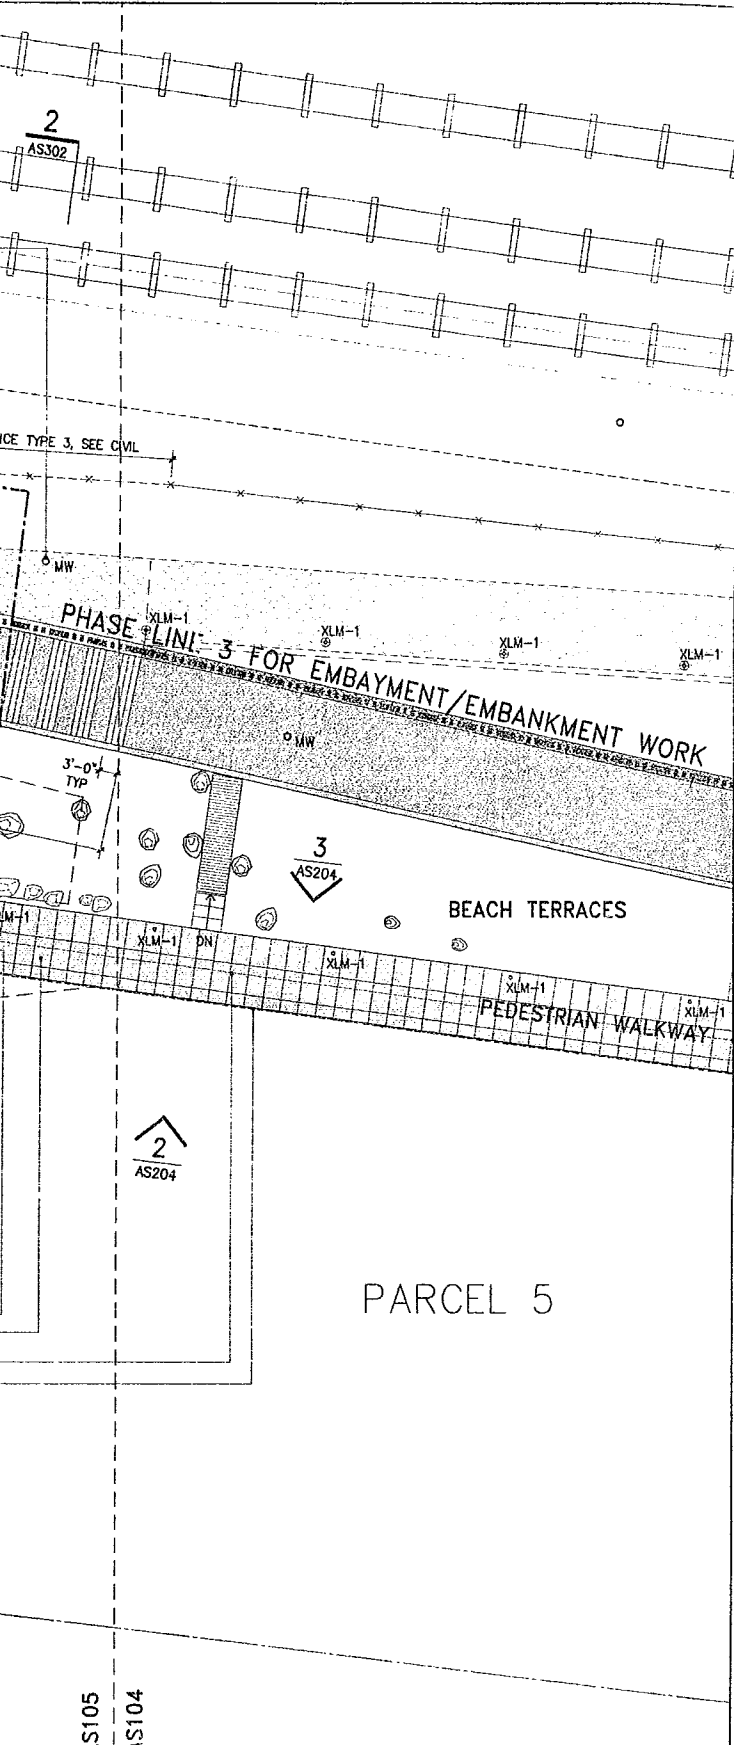 2
AS302
ICE TYPE 3, SEE CIVIL
MW
XLM-1
XLM-1
XLM-1
XLM-1
PHASE LINE 3 FOR EMBAYMENT/EMBANKMENT WORK
MW
3'-0"
TYP
3
AS204
BEACH TERRACES
LM-1
XLM-1
DN
XLM-1
XLM-1
XLM-1
PEDESTRIAN WALKWAY
2
AS204
PARCEL 5
S105
S104